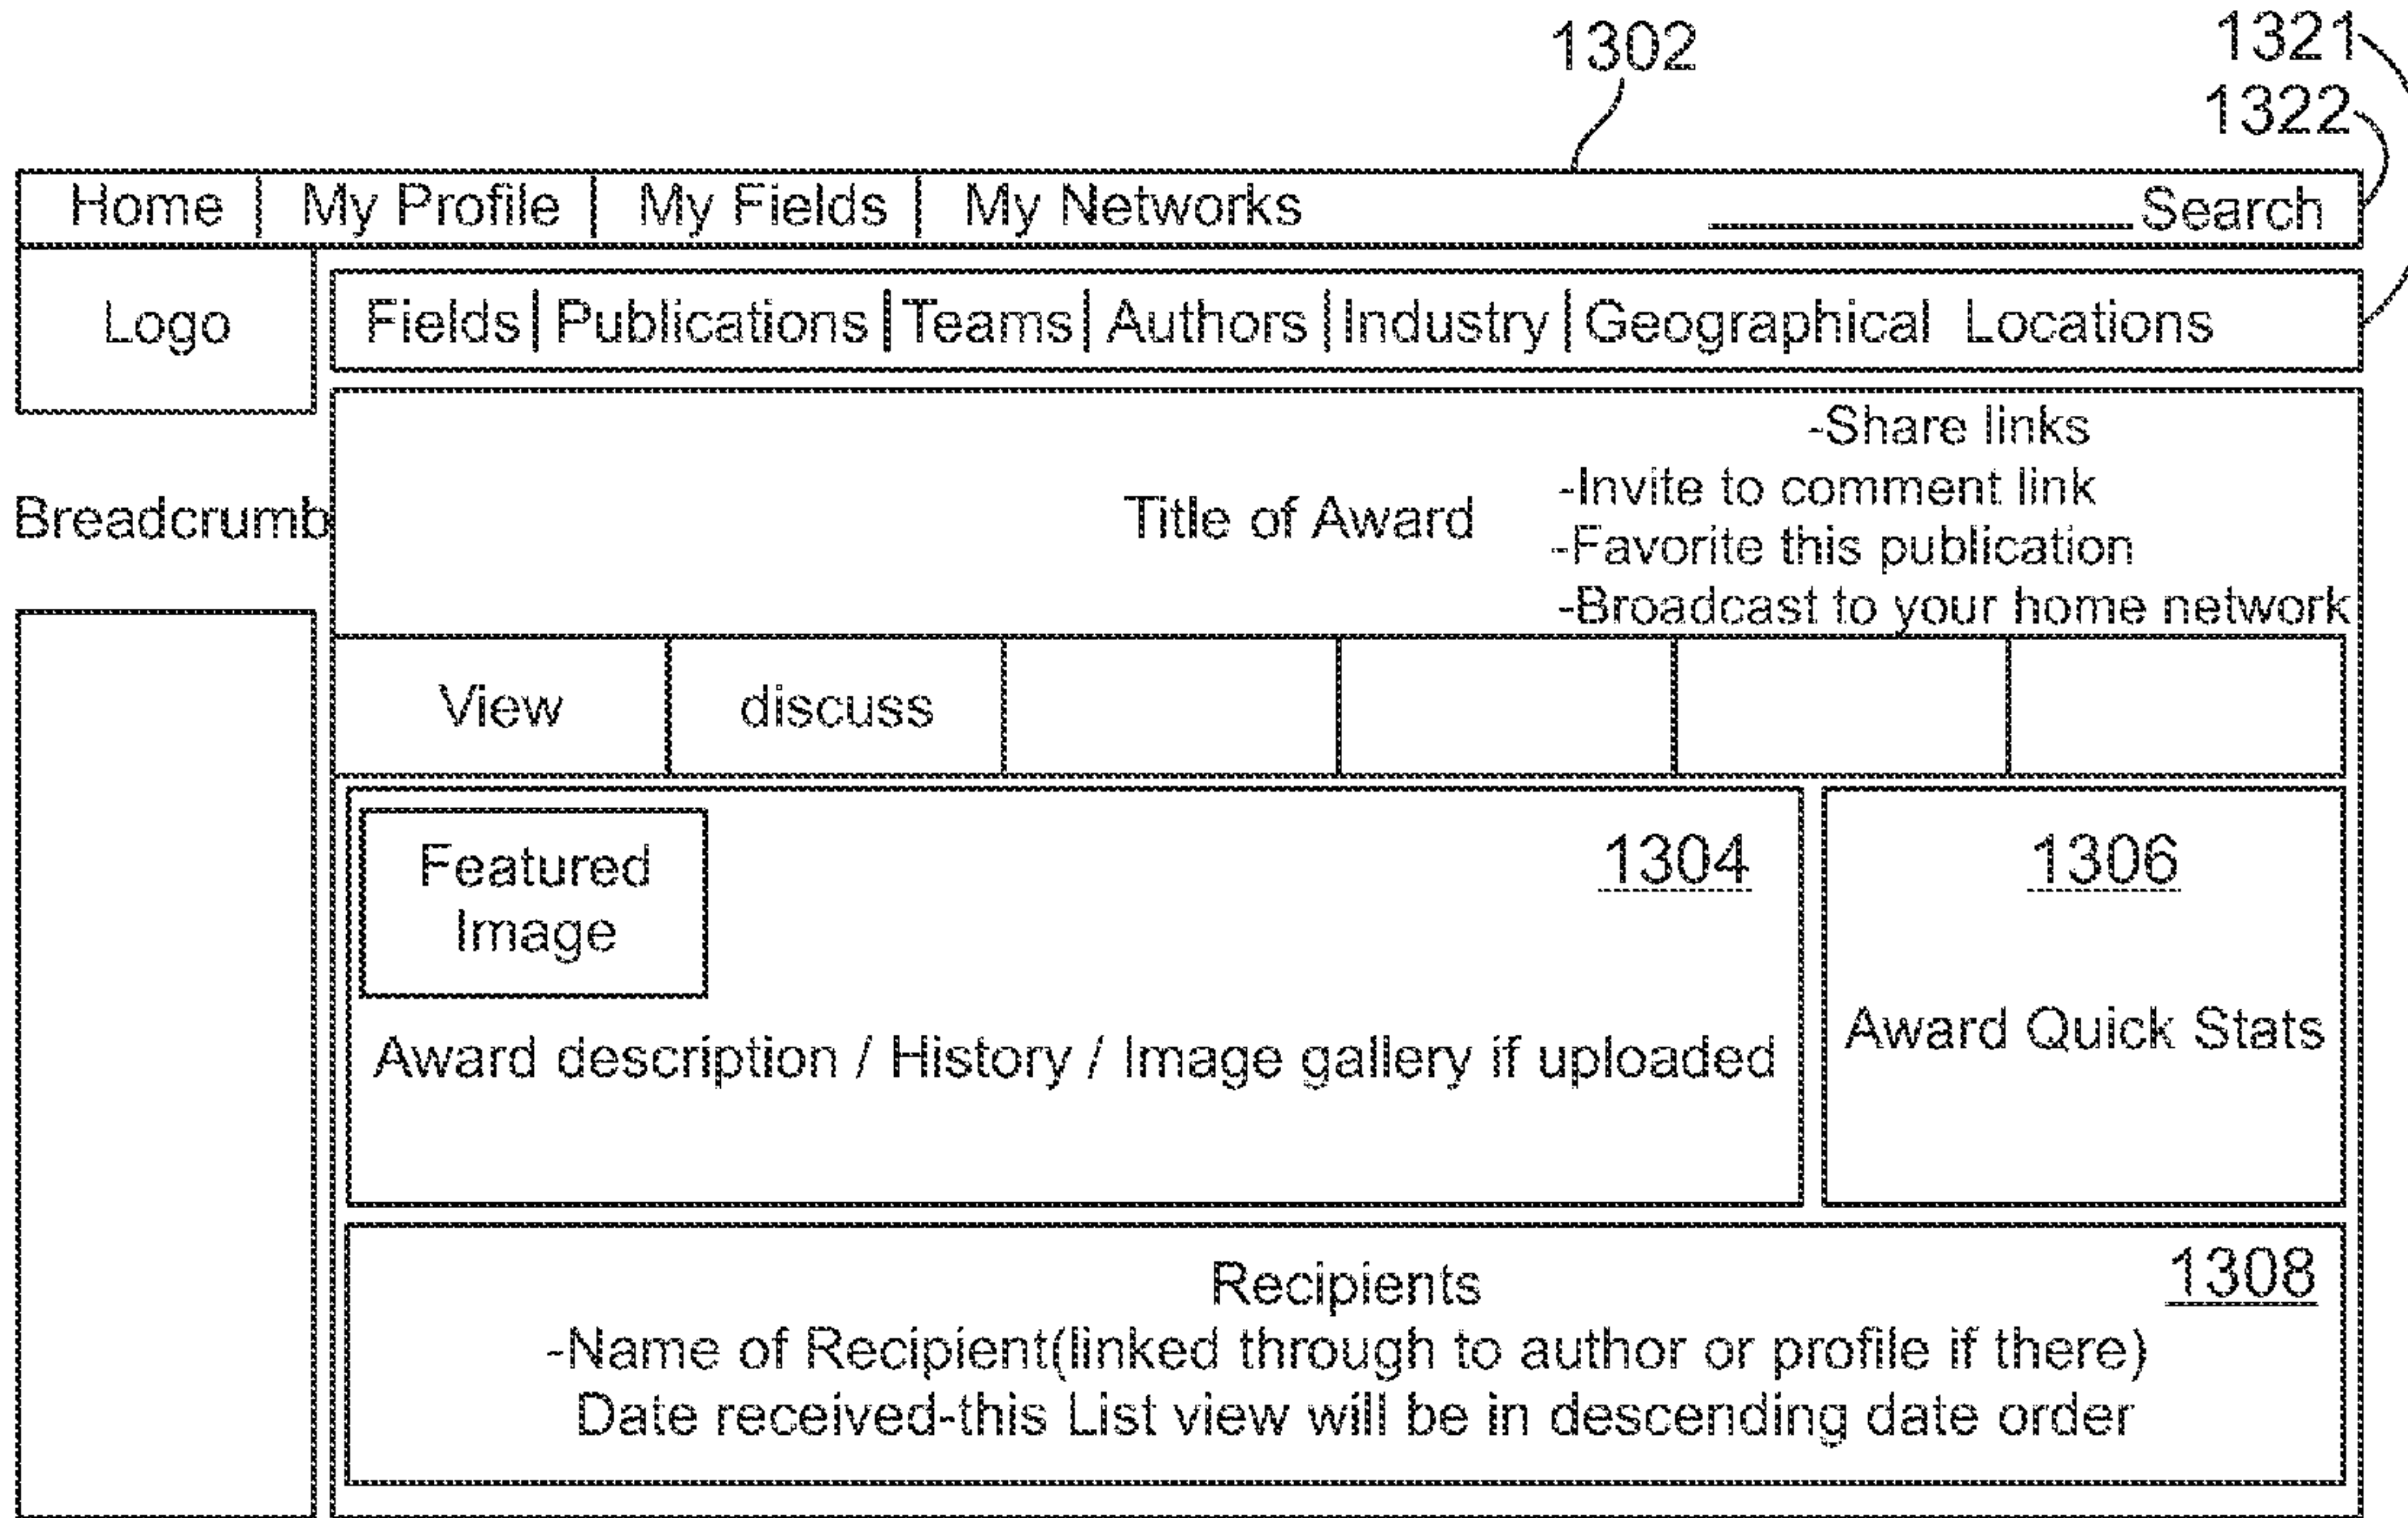 1302
1321
1322
Home | My Profile | My Fields | My Networks Search
Logo
Fields | Publications | Teams | Authors | Industry | Geographical Locations
-Share links
-Invite to comment link
Breadcrumb
Title of Award
-Favorite this publication
-Broadcast to your home network
View discuss
Featured
Image
1304
1306
Award description / History / Image gallery if uploaded
Award Quick Stats
Recipients
1308
-Name of Recipient(linked through to author or profile if there)
Date received-this List view will be in descending date order